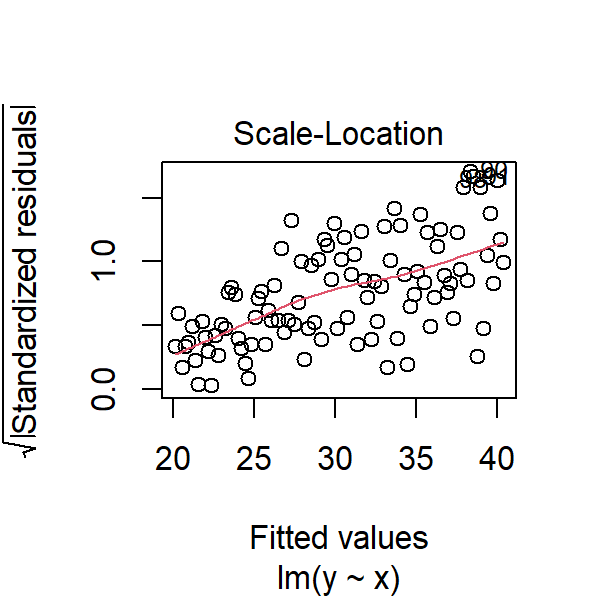 Scale-Location
√|Standardized residuals|
0.0
1.0
20
25
30
35
40
Fitted values
lm(y ~ x)